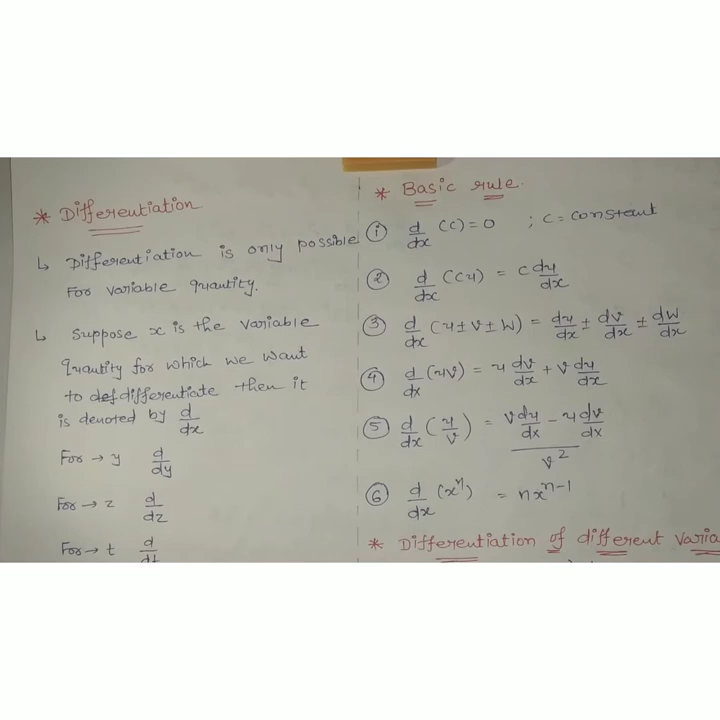 * Differentiation
↳ Differentiation is only possible
For variable quantity.
↳ Suppose x is the variable
quantity for which we want
to def differentiate then it
is denoted by d/dx
For → y d/dy
For → z d/dz
For → t d/dt
* Basic rule.
① d/dx (c) = 0 ; c = constant
② d/dx (cu) = c du/dx
③ d/dx (u ± v ± w) = du/dx ± dv/dx ± dw/dx
④ d/dx (uv) = u dv/dx + v du/dx
⑤ d/dx (u/v) = (v du/dx - u dv/dx)/v²
⑥ d/dx (xⁿ) = nxⁿ⁻¹
* Differentiation of different varia